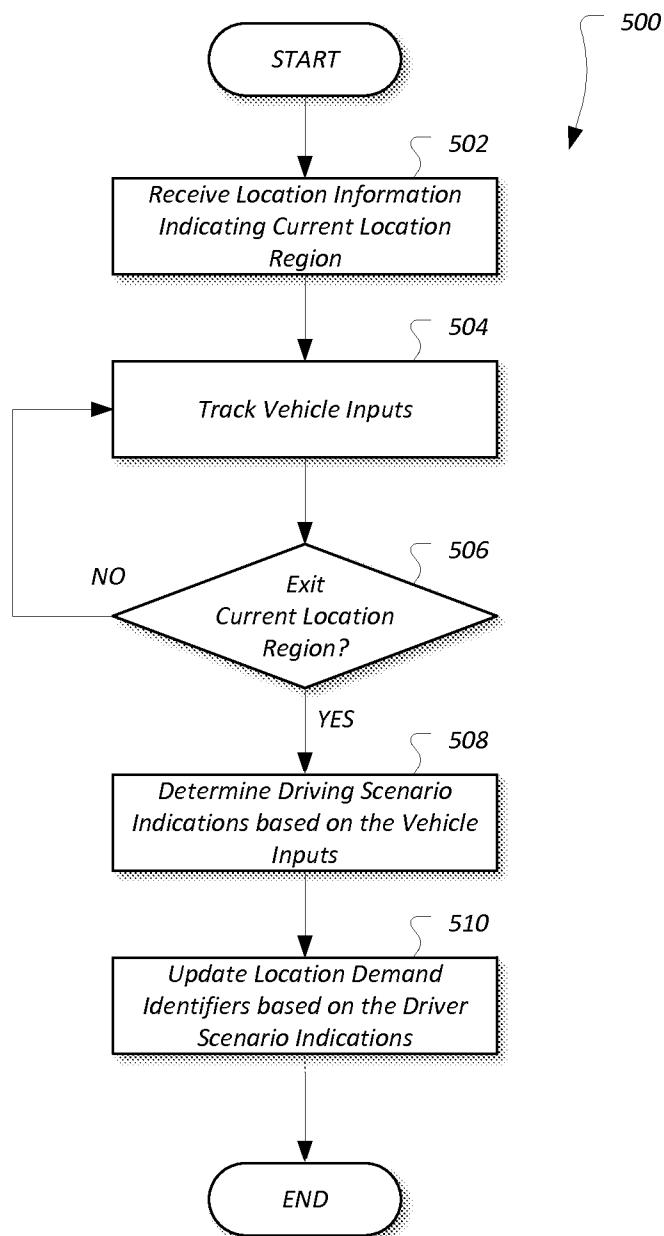 500
START
502
Receive Location Information
Indicating Current Location
Region
504
Track Vehicle Inputs
506
NO
Exit
Current Location
Region?
YES
508
Determine Driving Scenario
Indications based on the Vehicle
Inputs
510
Update Location Demand
Identifiers based on the Driver
Scenario Indications
END